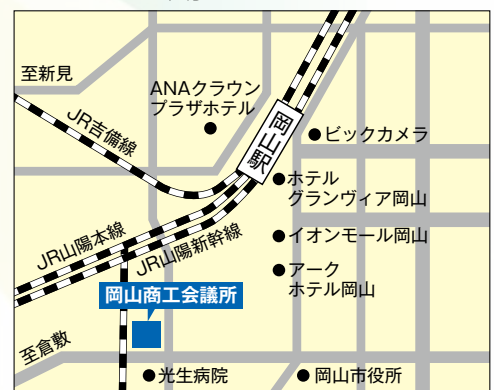 至新見
ANAクラウン
プラザホテル
JR吉備線
岡山駅
ビックカメラ
ホテル
グランヴィア岡山
JR山陽本線
JR山陽新幹線
イオンモール岡山
アーク
ホテル岡山
岡山商工会議所
至倉敷
光生病院
岡山市役所